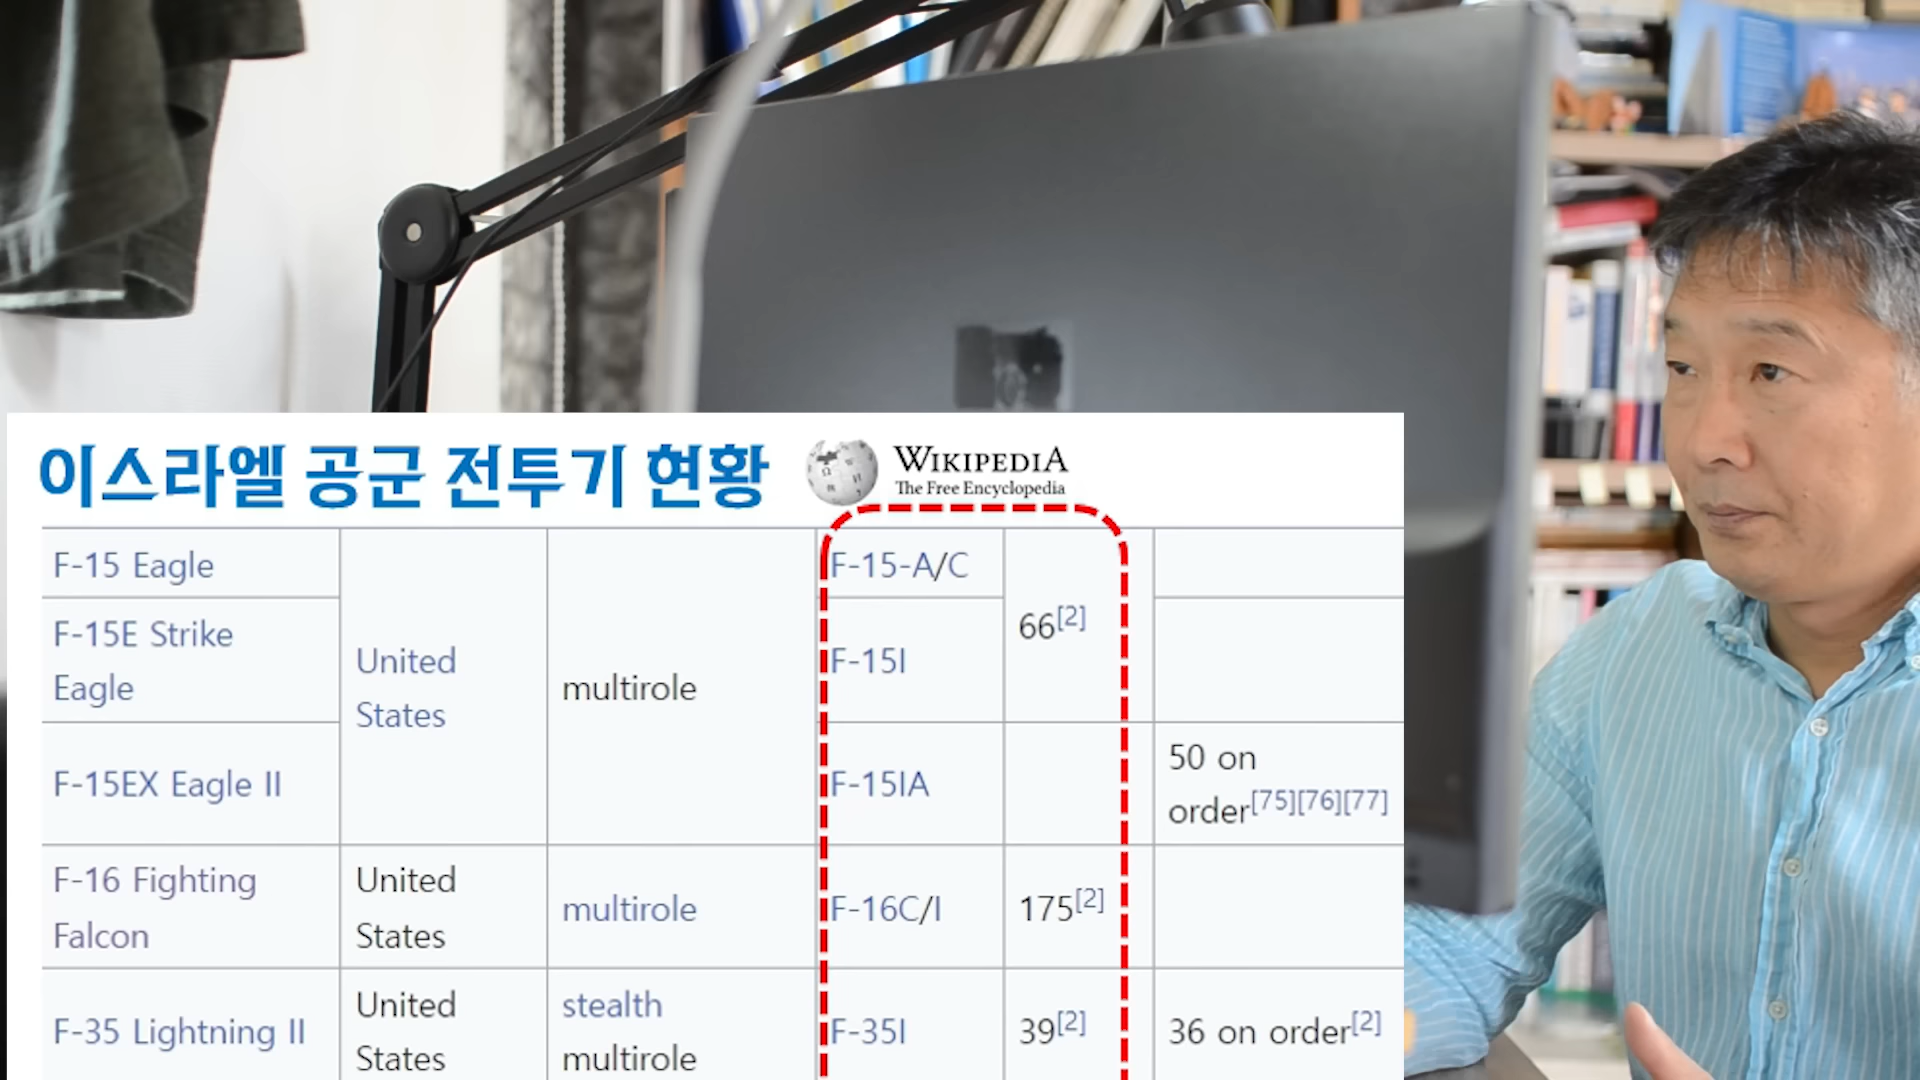 이스라엘 공군 전투기 현황
WIKIPEDIA
The Free Encyclopedia
F-15 Eagle
United States
multirole
F-15-A/C
66[2]
F-15E Strike
Eagle
F-15I
F-15EX Eagle II
F-15IA
50 on
order[75][76][77]
F-16 Fighting
Falcon
United
States
multirole
F-16C/I
175[2]
F-35 Lightning II
United
States
stealth
multirole
F-35I
39[2]
36 on order[2]